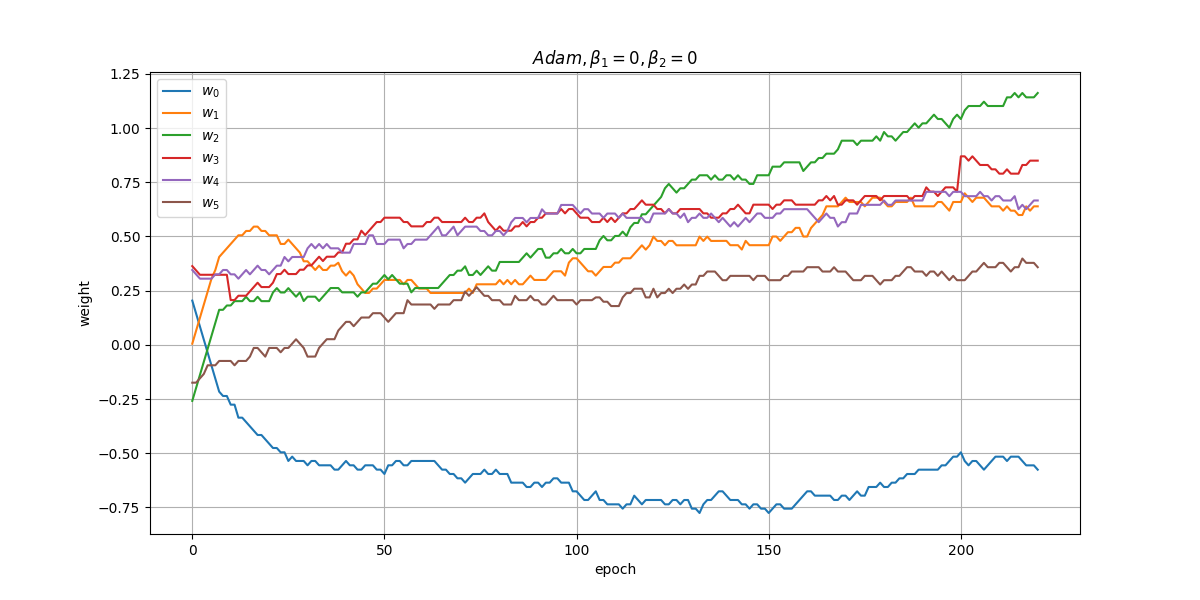 Adam, β₁ = 0, β₂ = 0
1.25
1.00
0.75
0.50
0.25
0.00
−0.25
−0.50
−0.75
weight
w₀
w₁
w₂
w₃
w₄
w₅
0 50 100 150 200
epoch